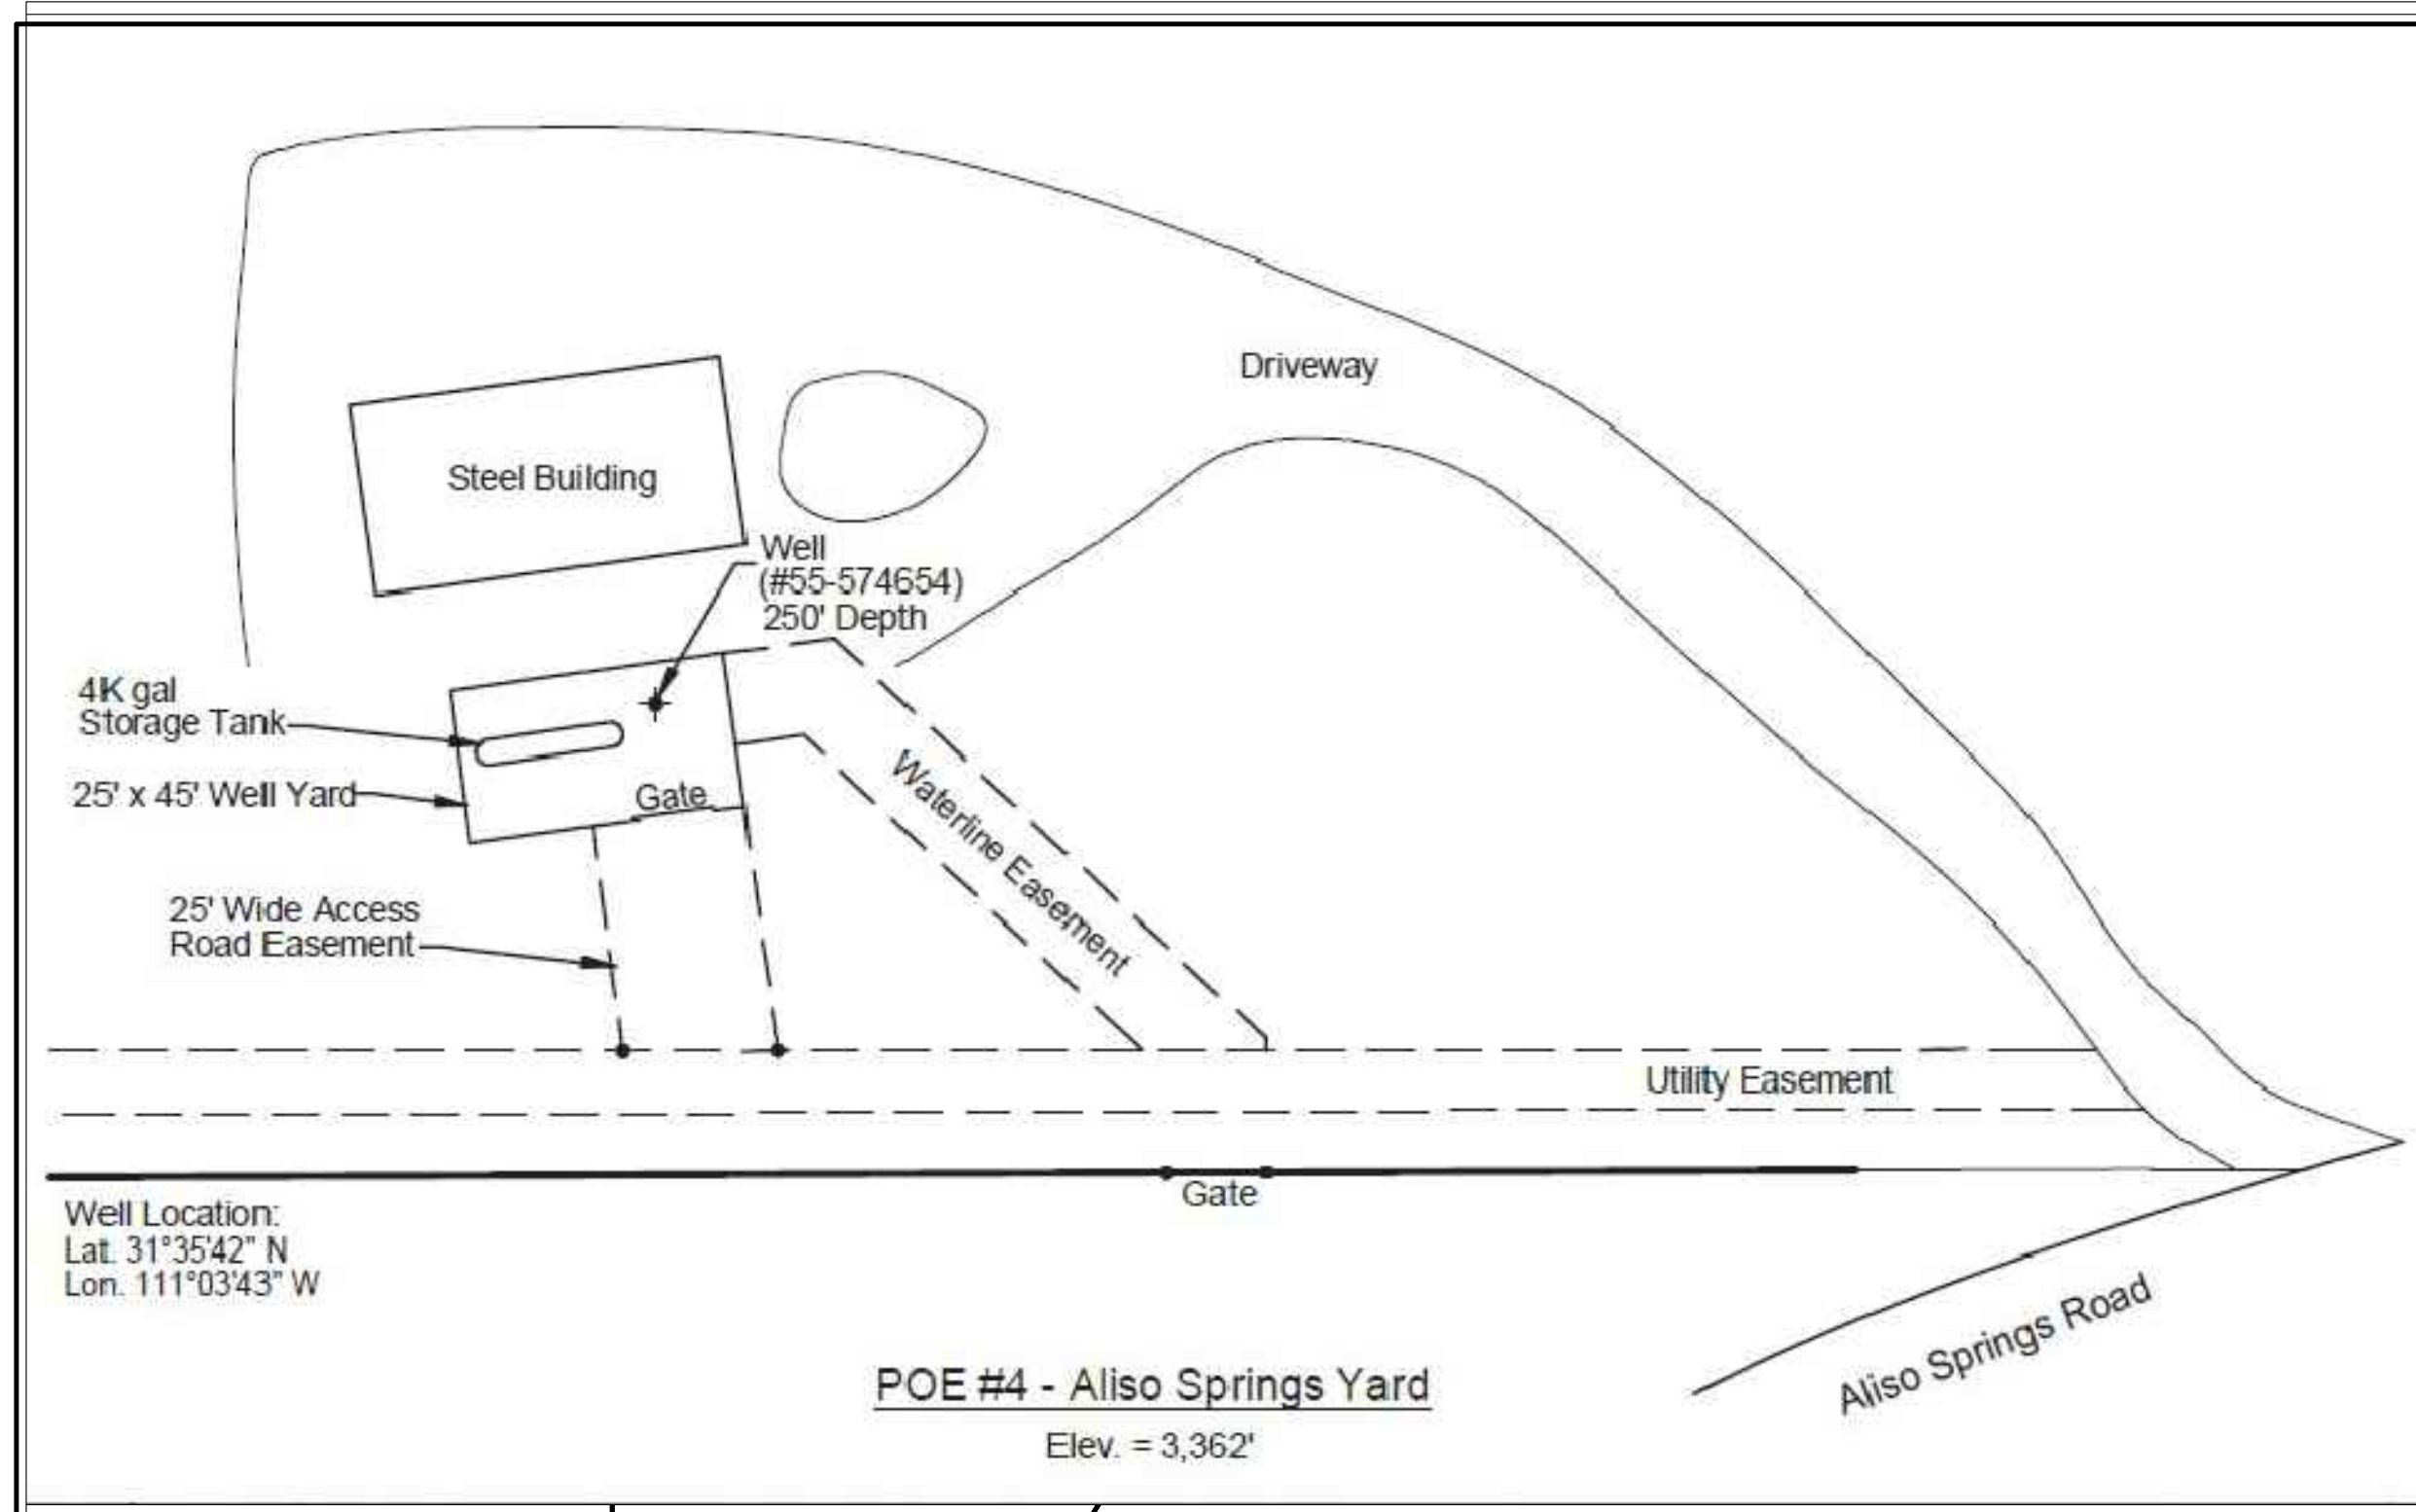 Driveway
Steel Building
Well
(#55-574654)
250' Depth
4K gal
Storage Tank
25' x 45' Well Yard
Gate
Waterline Easement
25' Wide Access
Road Easement
Utility Easement
Gate
Well Location:
Lat. 31°35'42" N
Lon. 111°03'43" W
Aliso Springs Road
POE #4 - Aliso Springs Yard
Elev. = 3,362'